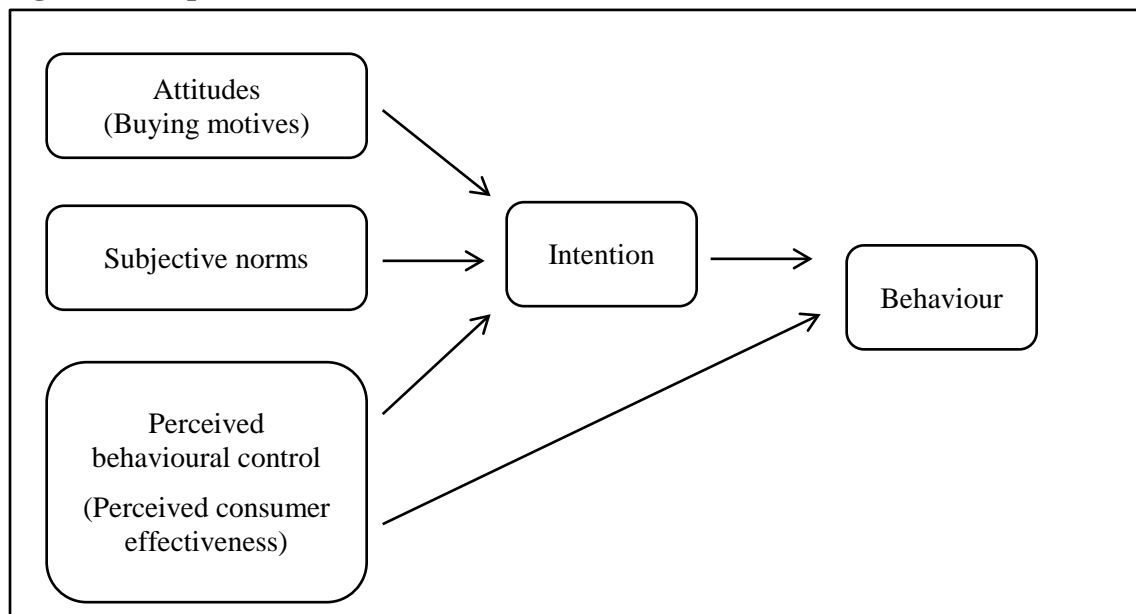 Attitudes
(Buying motives)
Subjective norms
Intention
Behaviour
Perceived
behavioural control
(Perceived consumer
effectiveness)